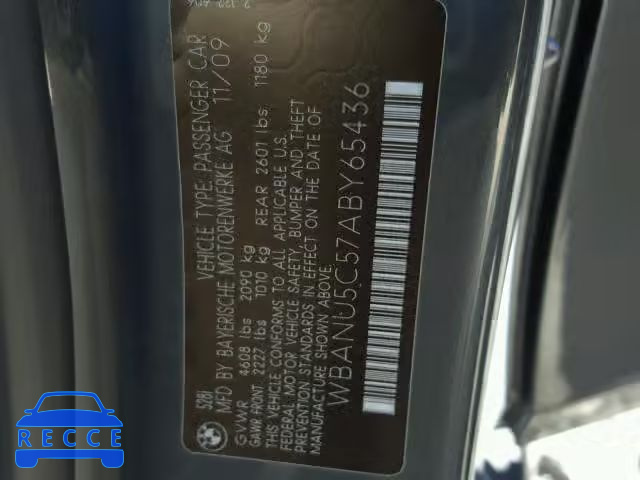 528i VEHICLE TYPE: PASSENGER CAR
MFD BY BAYERISCHE MOTORENWERKE AG 11/09
GVWR 4608 lbs 2090 kg
GAWR FRONT 2227 lbs 1010 kg REAR 2601 lbs 1180 kg
THIS VEHICLE CONFORMS TO ALL APPLICABLE U.S.
FEDERAL MOTOR VEHICLE SAFETY, BUMPER AND THEFT
PREVENTION STANDARDS IN EFFECT ON THE DATE OF
MANUFACTURE SHOWN ABOVE.
WBANU5C57ABY65436
RECCE